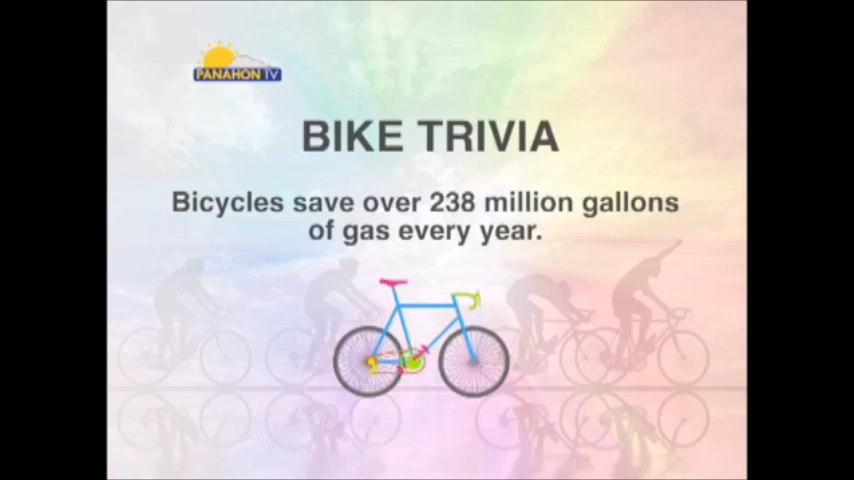 PANAHON TV
BIKE TRIVIA
Bicycles save over 238 million gallons
of gas every year.